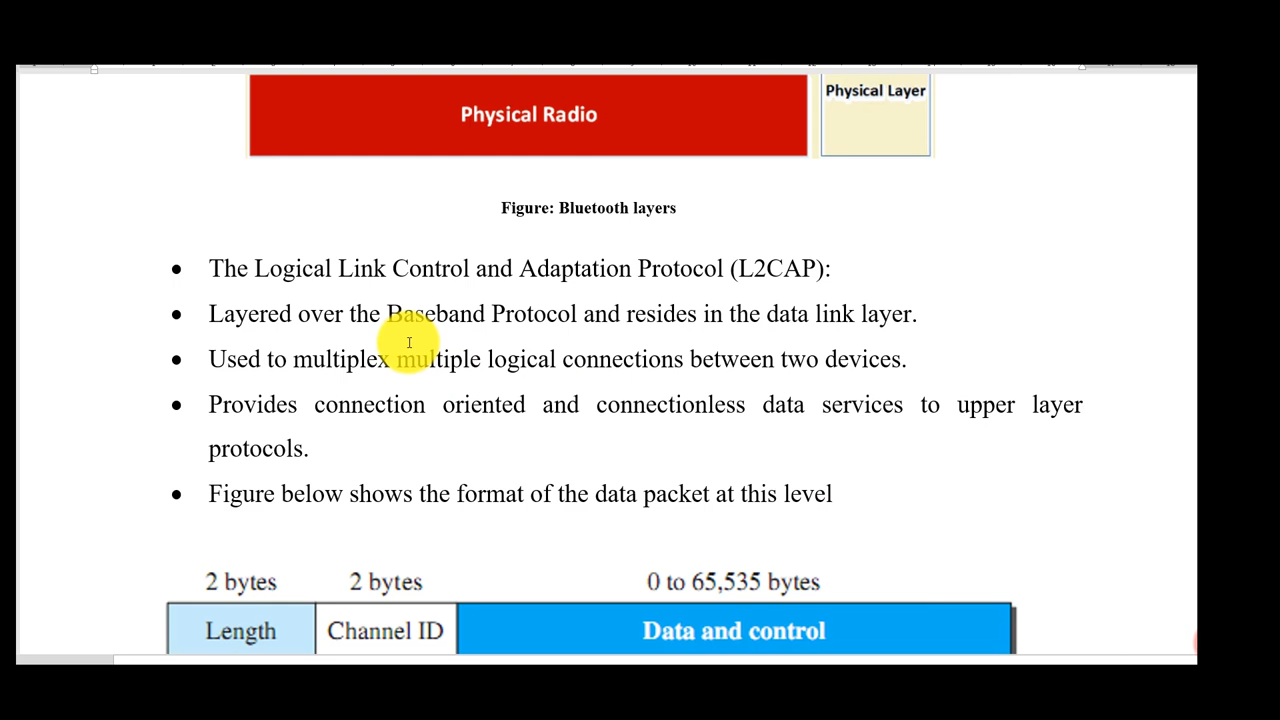 Physical Radio
Physical Layer
Figure: Bluetooth layers
• The Logical Link Control and Adaptation Protocol (L2CAP):
• Layered over the Baseband Protocol and resides in the data link layer.
• Used to multiplex multiple logical connections between two devices.
• Provides connection oriented and connectionless data services to upper layer
protocols.
• Figure below shows the format of the data packet at this level
2 bytes 2 bytes 0 to 65,535 bytes
Length Channel ID Data and control